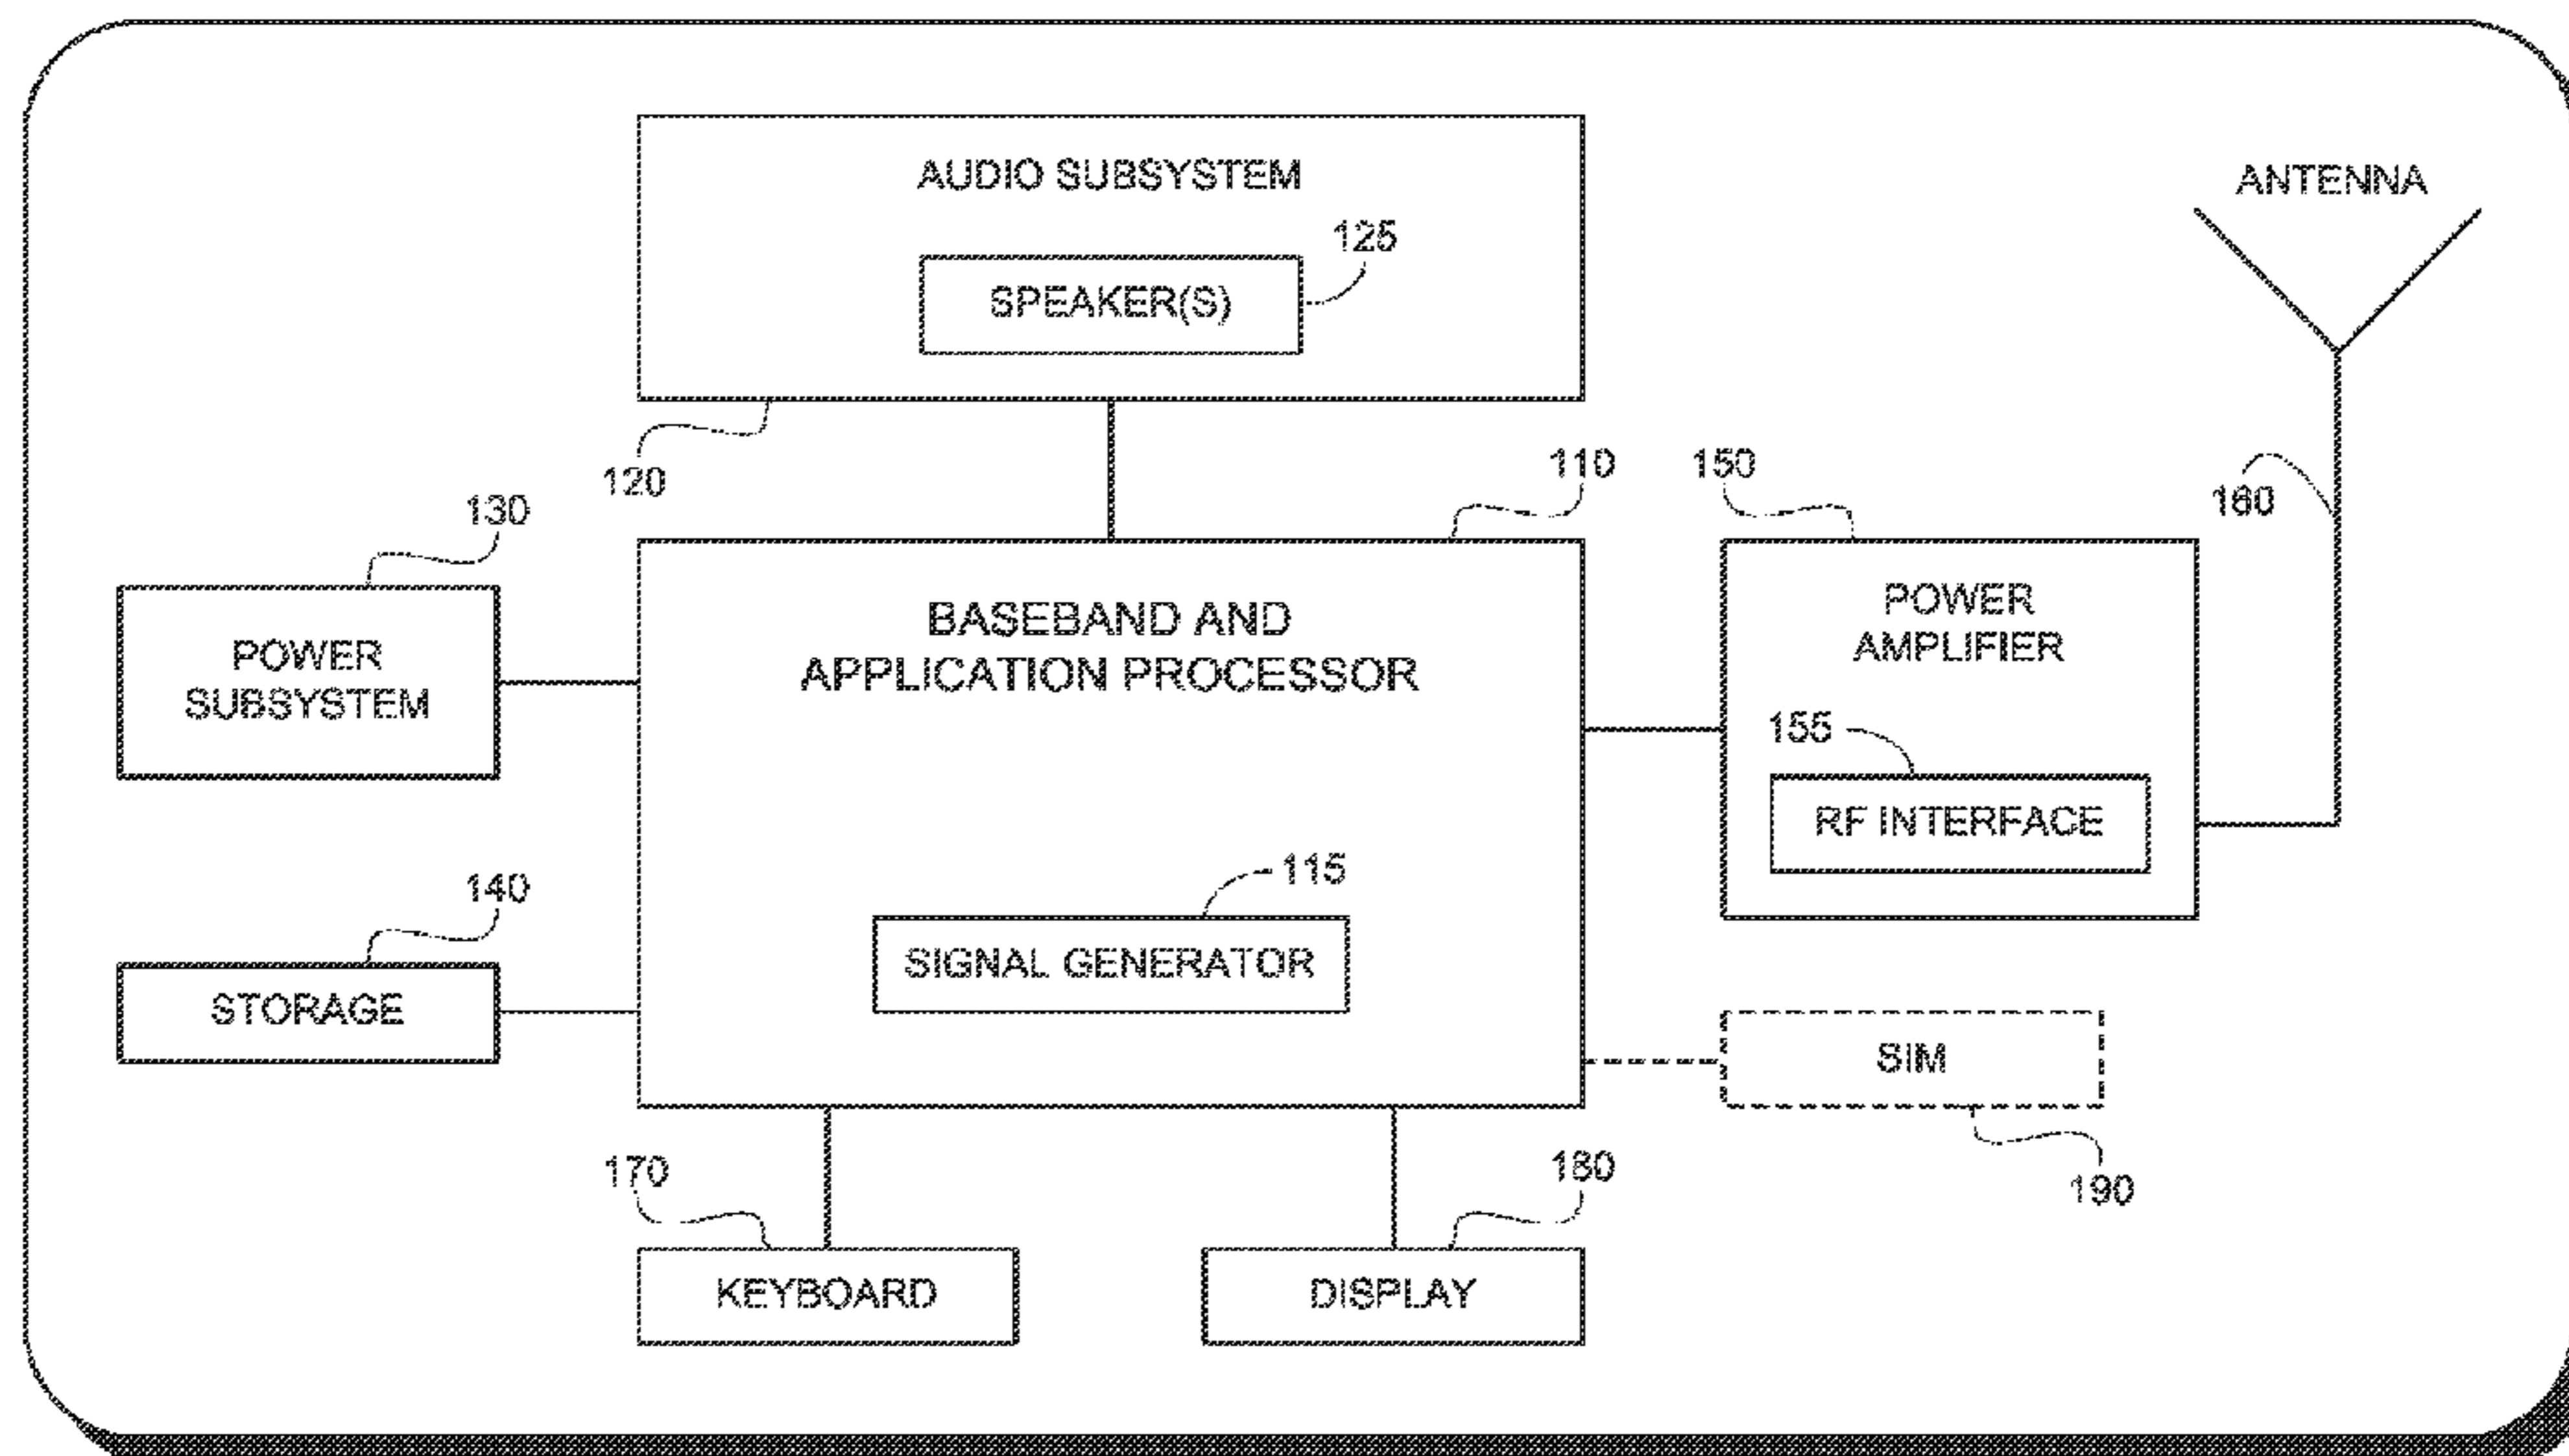 AUDIO SUBSYSTEM
ANTENNA
125
SPEAKER(S)
120
110
150
160
130
BASEBAND AND
APPLICATION PROCESSOR
POWER
AMPLIFIER
POWER
SUBSYSTEM
155
RF INTERFACE
115
140
SIGNAL GENERATOR
STORAGE
SIM
170
180
190
KEYBOARD
DISPLAY